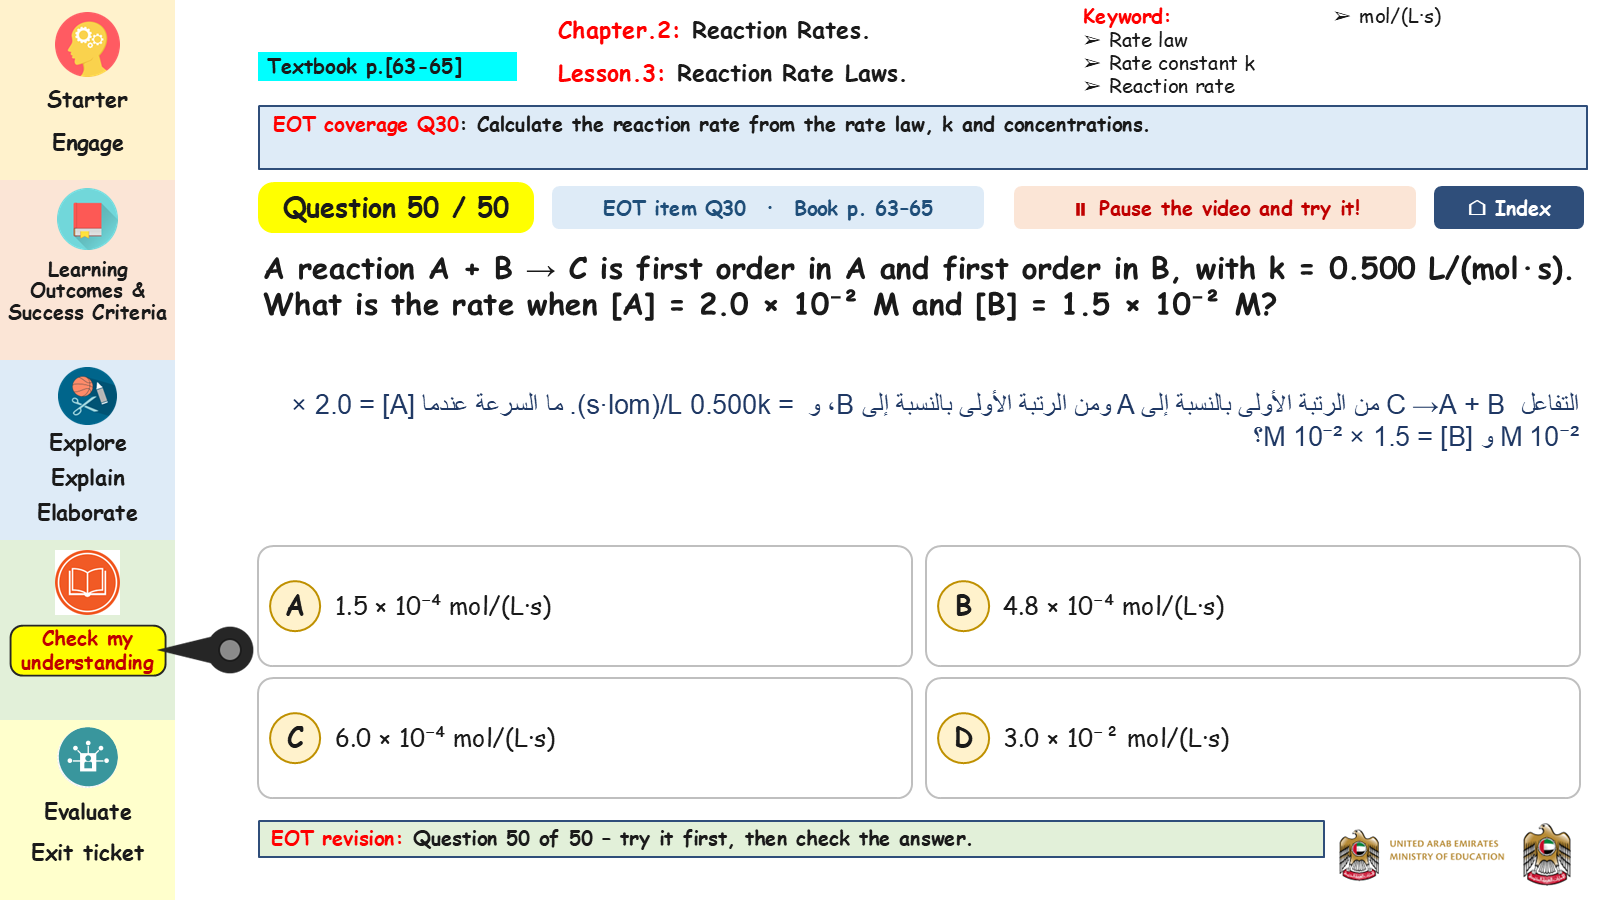 Starter
Engage
Learning
Outcomes &
Success Criteria
Explore
Explain
Elaborate
Check my
understanding
Evaluate
Exit ticket
Textbook p.[63-65]
Chapter.2: Reaction Rates.
Lesson.3: Reaction Rate Laws.
Keyword:
➢ Rate law
➢ Rate constant k
➢ Reaction rate
➢ mol/(L·s)
EOT coverage Q30: Calculate the reaction rate from the rate law, k and concentrations.
Question 50 / 50
EOT item Q30 · Book p. 63–65
⏸ Pause the video and try it!
⌂ Index
A reaction A + B → C is first order in A and first order in B, with k = 0.500 L/(mol·s).
What is the rate when [A] = 2.0 × 10⁻² M and [B] = 1.5 × 10⁻² M?
التفاعل A + B → C من الرتبة الأولى بالنسبة إلى A ومن الرتبة الأولى بالنسبة إلى B، و k = 0.500 L/(mol·s). ما السرعة عندما [A] = 2.0 ×
10⁻² M و [B] = 1.5 × 10⁻² M؟
A 1.5 × 10⁻⁴ mol/(L·s)
B 4.8 × 10⁻⁴ mol/(L·s)
C 6.0 × 10⁻⁴ mol/(L·s)
D 3.0 × 10⁻² mol/(L·s)
EOT revision: Question 50 of 50 – try it first, then check the answer.
UNITED ARAB EMIRATES
MINISTRY OF EDUCATION